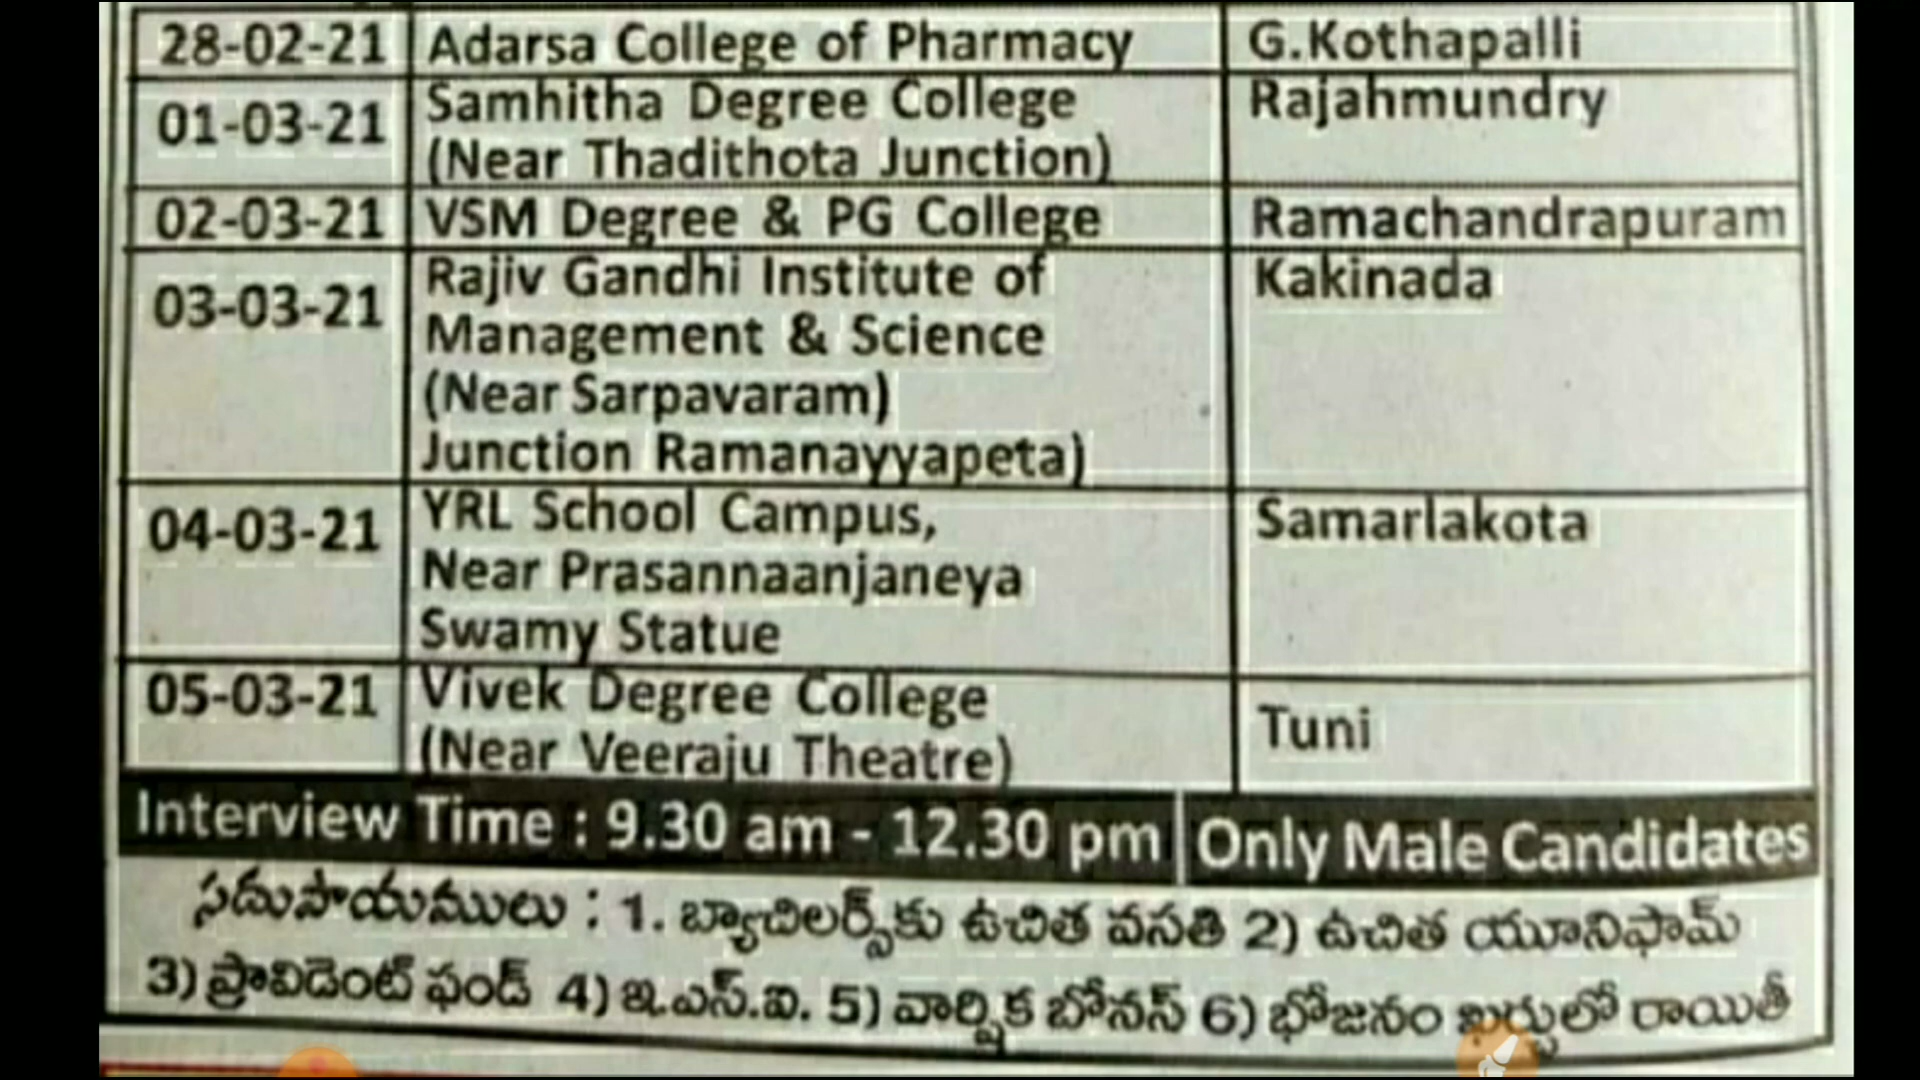 28-02-21 Adarsa College of Pharmacy G.Kothapalli
01-03-21 Samhitha Degree College Rajahmundry
(Near Thadithota Junction)
02-03-21 VSM Degree & PG College Ramachandrapuram
03-03-21 Rajiv Gandhi Institute of Kakinada
Management & Science
(Near Sarpavaram)
Junction Ramanayyapeta)
04-03-21 YRL School Campus, Samarlakota
Near Prasannaanjaneya
Swamy Statue
05-03-21 Vivek Degree College Tuni
(Near Veeraju Theatre)
Interview Time : 9.30 am - 12.30 pm Only Male Candidates
సదుపాయములు : 1. బ్యాచిలర్స్‌కు ఉచిత వసతి 2) ఉచిత యూనిఫామ్
3) ప్రావిడెంట్ ఫండ్ 4) ఇ.ఎస్.ఐ. 5) వార్షిక బోనస్ 6) భోజనం ఖర్చులో రాయితీ